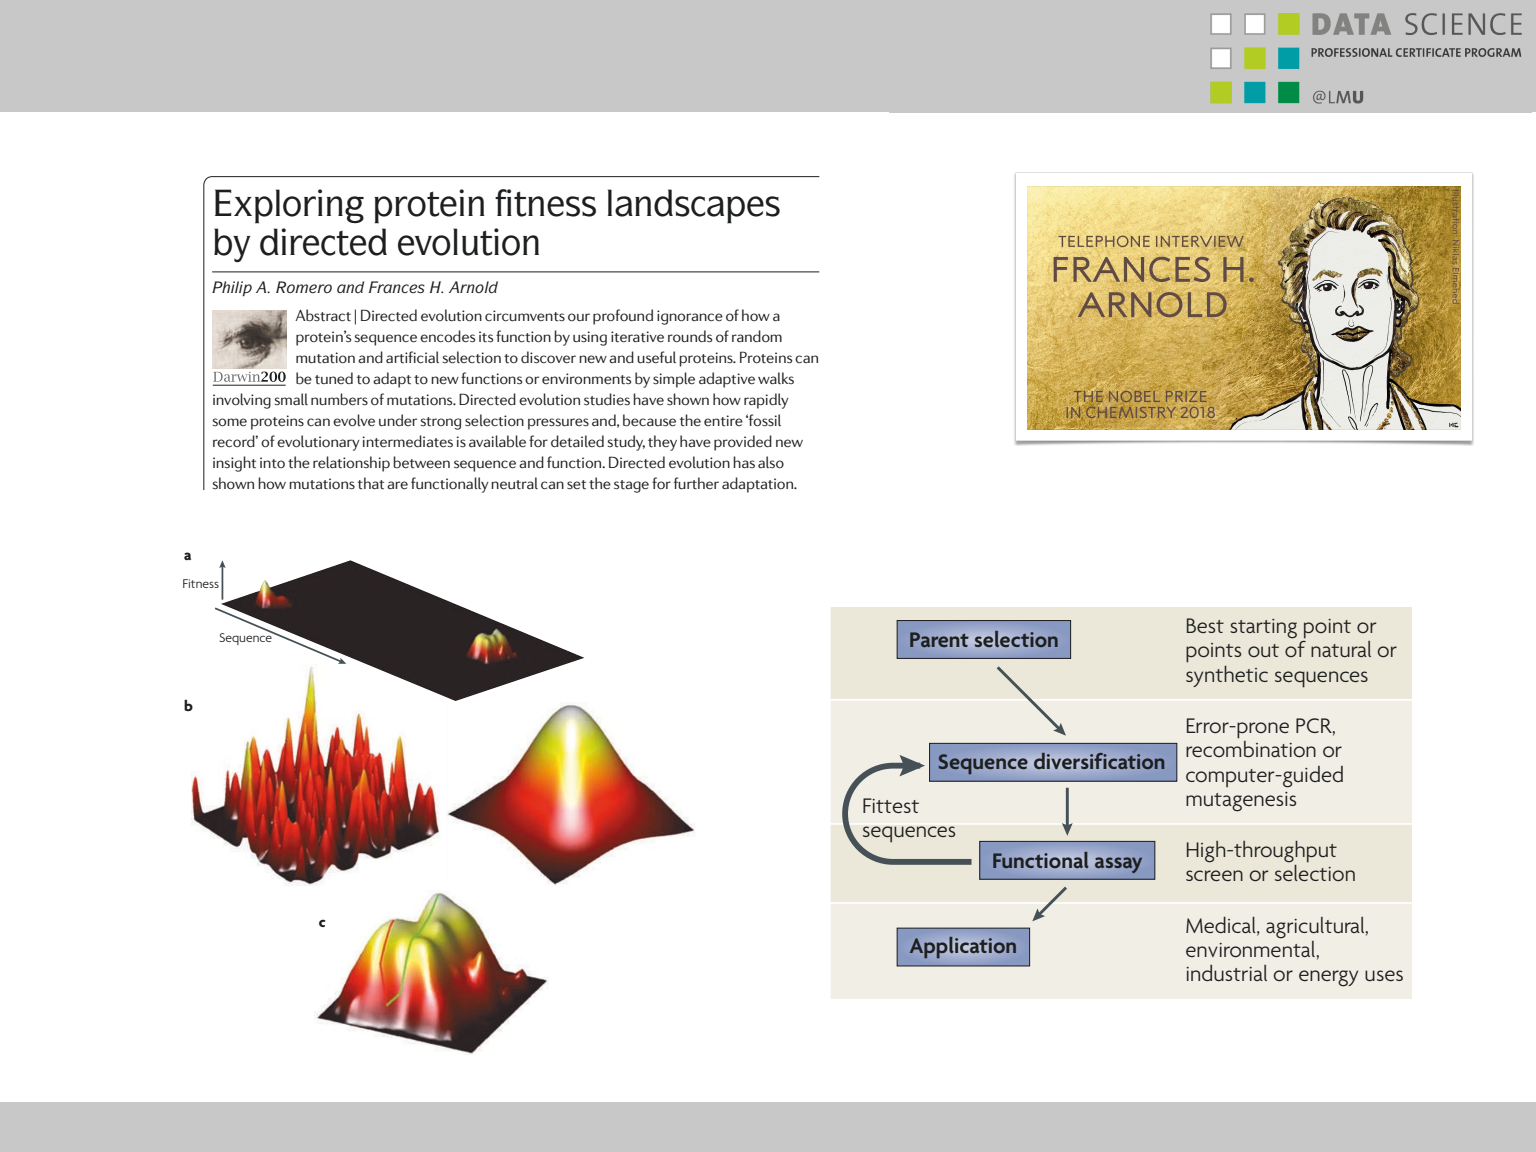 DATA SCIENCE
PROFESSIONAL CERTIFICATE PROGRAM
@LMU
Exploring protein fitness landscapes
by directed evolution
Philip A. Romero and Frances H. Arnold
Abstract | Directed evolution circumvents our profound ignorance of how a
protein's sequence encodes its function by using iterative rounds of random
mutation and artificial selection to discover new and useful proteins. Proteins can
Darwin200
be tuned to adapt to new functions or environments by simple adaptive walks
involving small numbers of mutations. Directed evolution studies have shown how rapidly
some proteins can evolve under strong selection pressures and, because the entire ‘fossil
record’ of evolutionary intermediates is available for detailed study, they have provided new
insight into the relationship between sequence and function. Directed evolution has also
shown how mutations that are functionally neutral can set the stage for further adaptation.
TELEPHONE INTERVIEW
FRANCES H.
ARNOLD
THE NOBEL PRIZE
IN CHEMISTRY 2018
Illustration: Niklas Elmehed
a
Fitness
Sequence
b
c
Parent selection
Best starting point or
points out of natural or
synthetic sequences
Sequence diversification
Error-prone PCR,
recombination or
computer-guided
mutagenesis
Fittest
sequences
Functional assay
High-throughput
screen or selection
Application
Medical, agricultural,
environmental,
industrial or energy uses